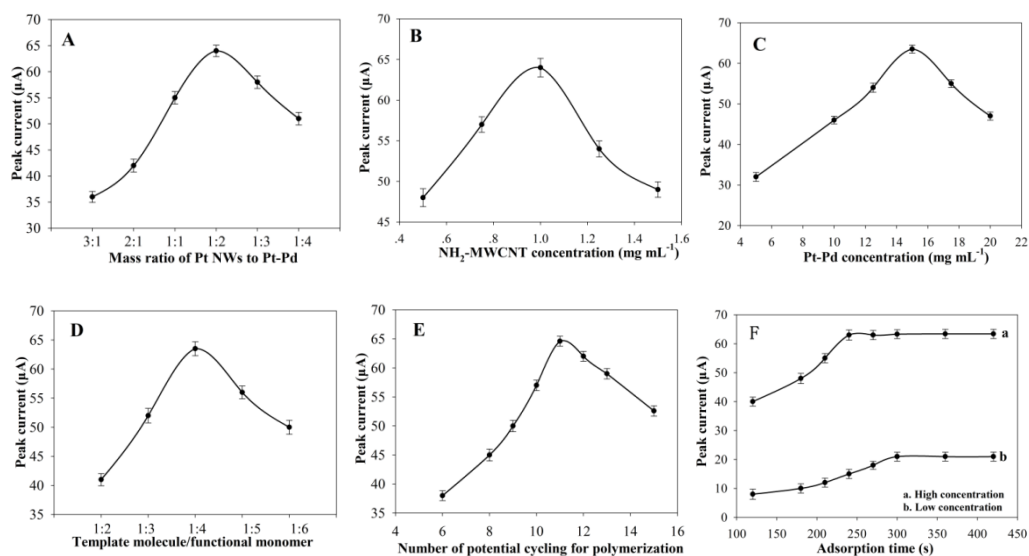 A
Peak current (µA)
70
65
60
55
50
45
40
35
30
3:1 2:1 1:1 1:2 1:3 1:4
Mass ratio of Pt NWs to Pt-Pd
B
Peak current (µA)
70
65
60
55
50
45
.4 .6 .8 1.0 1.2 1.4 1.6
NH₂-MWCNT concentration (mg mL⁻¹)
C
Peak current (µA)
70
60
50
40
30
20
4 6 8 10 12 14 16 18 20 22
Pt-Pd concentration (mg mL⁻¹)
D
Peak current (µA)
70
65
60
55
50
45
40
35
1:2 1:3 1:4 1:5 1:6
Template molecule/functional monomer
E
Peak current (µA)
70
65
60
55
50
45
40
35
4 6 8 10 12 14 16
Number of potential cycling for polymerization
F
Peak current (µA)
70
60
50
40
30
20
10
0
a
b
a. High concentration
b. Low concentration
100 150 200 250 300 350 400 450
Adsorption time (s)